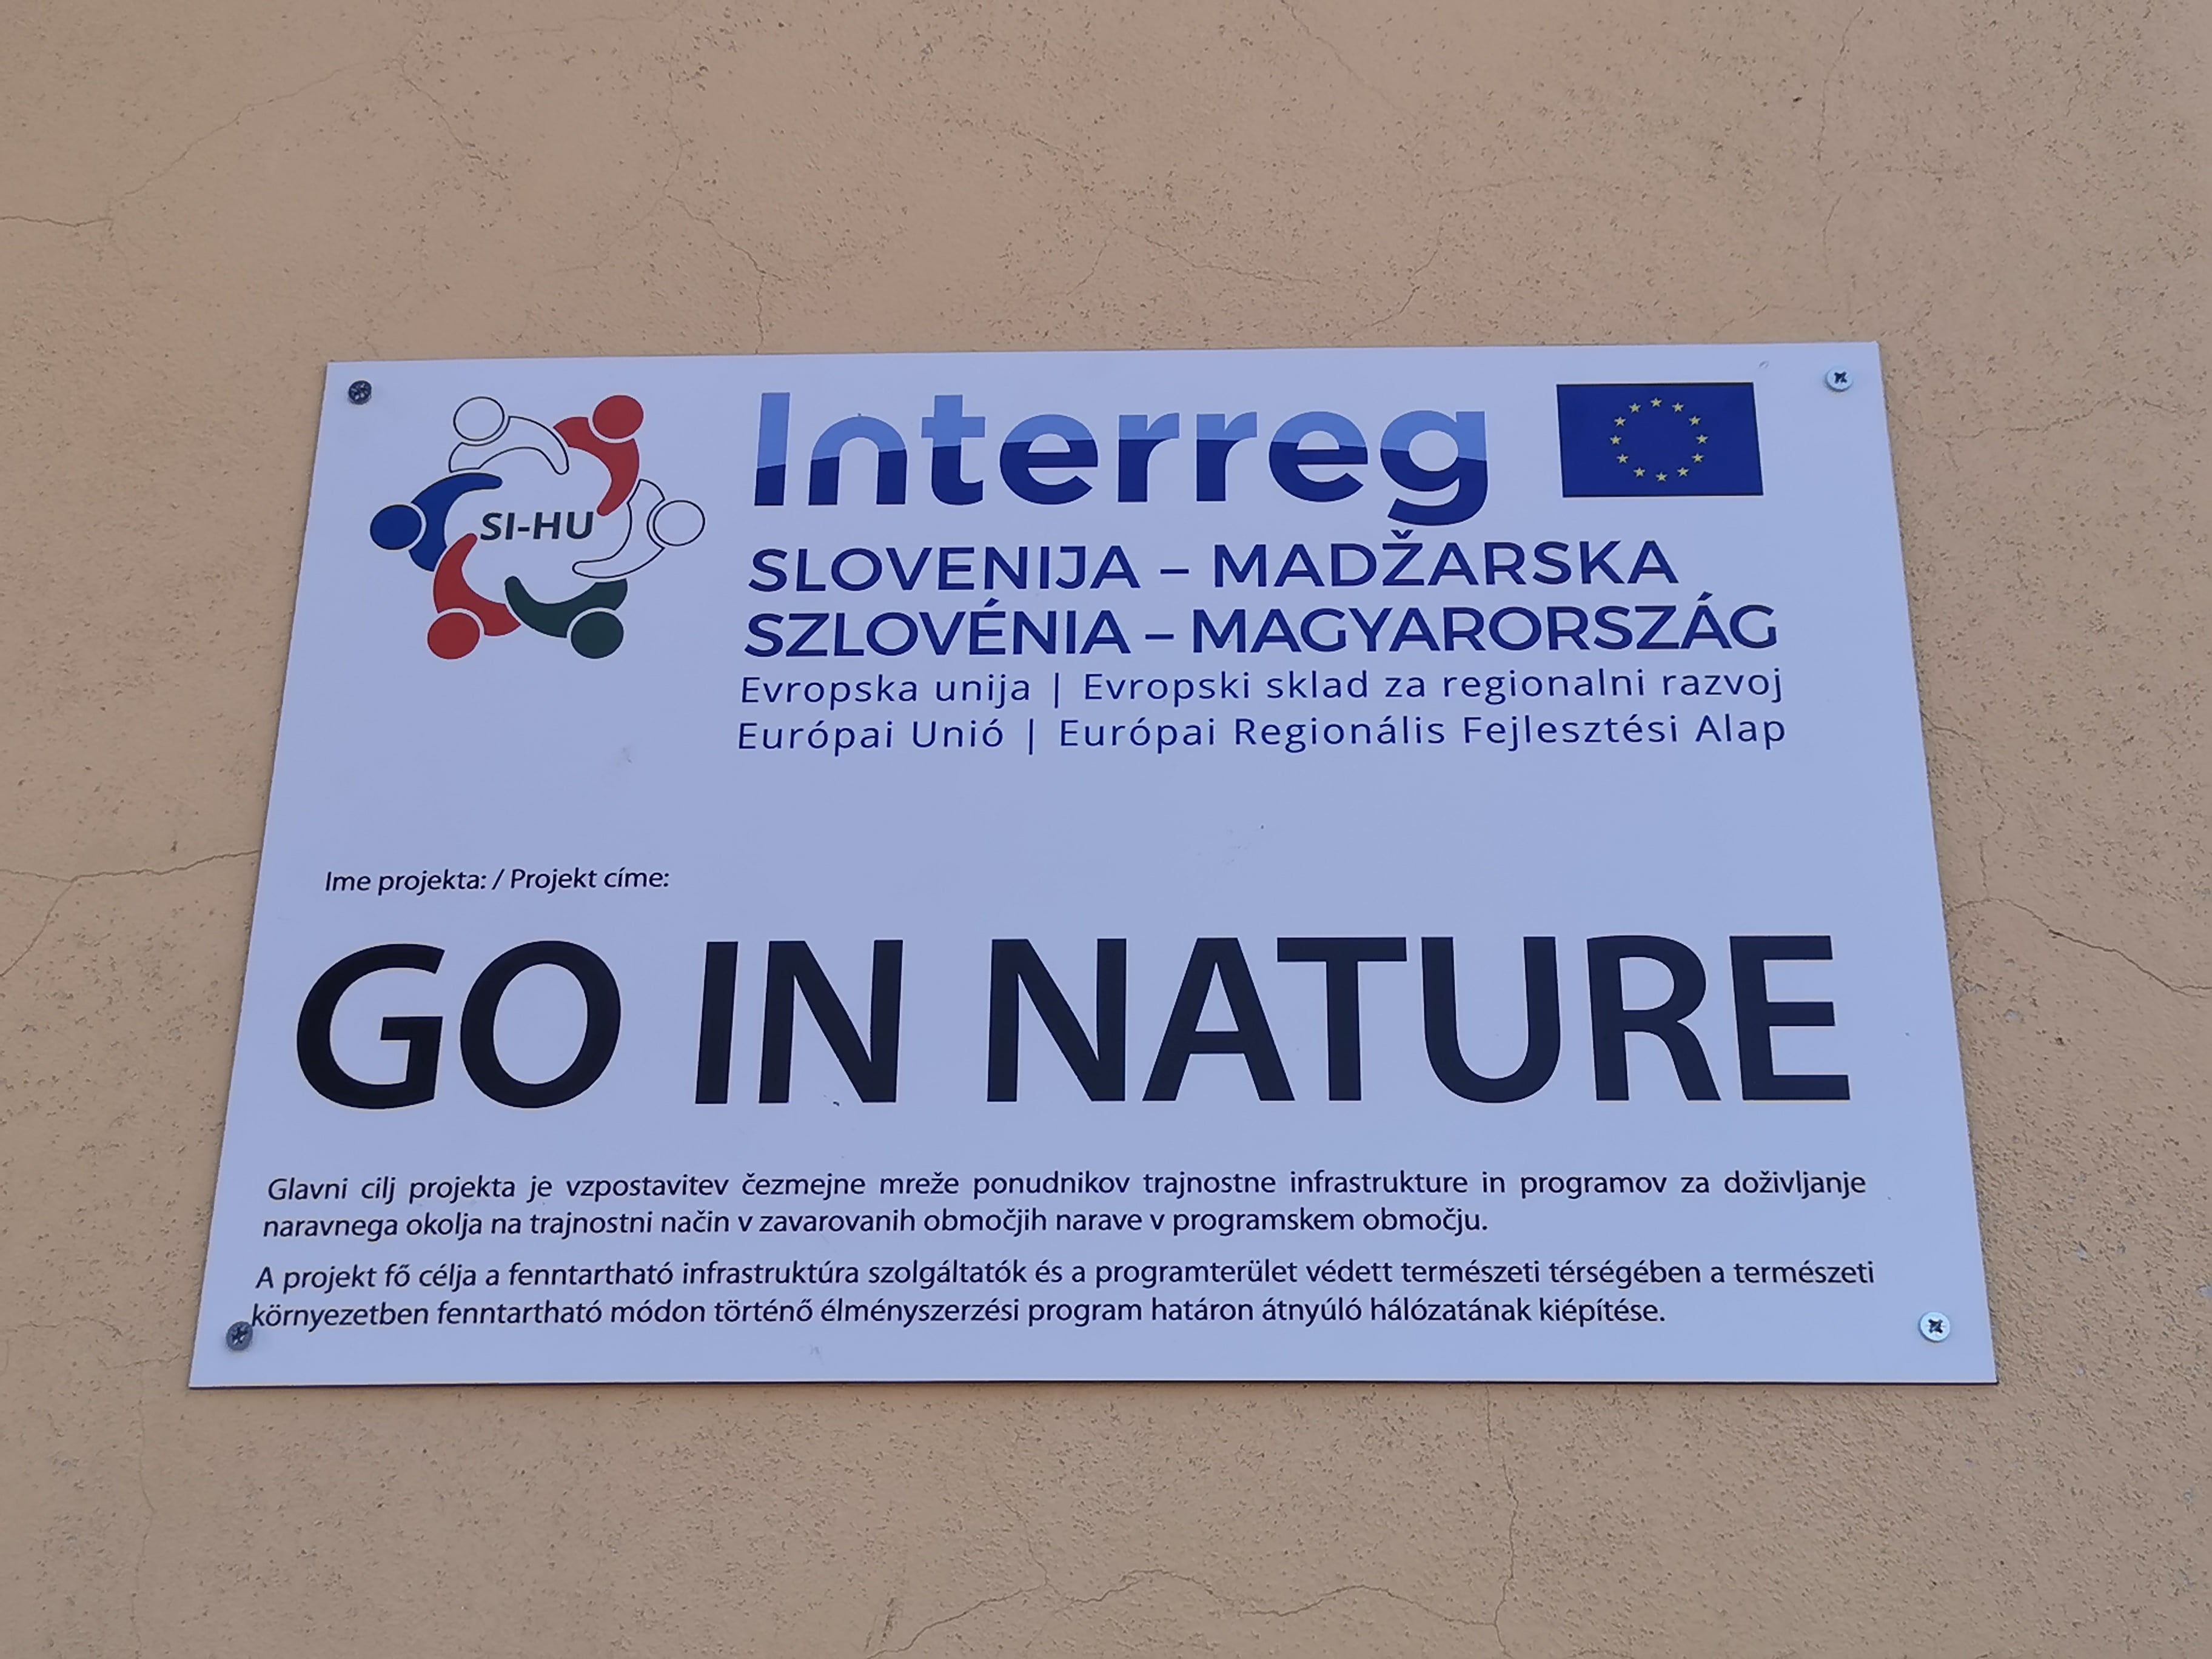 SI-HU
Interreg
SLOVENIJA – MADŽARSKA
SZLOVÉNIA – MAGYARORSZÁG
Evropska unija | Evropski sklad za regionalni razvoj
Európai Unió | Európai Regionális Fejlesztési Alap
Ime projekta: / Projekt címe:
GO IN NATURE
Glavni cilj projekta je vzpostavitev čezmejne mreže ponudnikov trajnostne infrastrukture in programov za doživljanje
naravnega okolja na trajnostni način v zavarovanih območjih narave v programskem območju.
A projekt fő célja a fenntartható infrastruktúra szolgáltatók és a programterület védett természeti térségében a természeti
környezetben fenntartható módon történő élményszerzési program határon átnyúló hálózatának kiépítése.